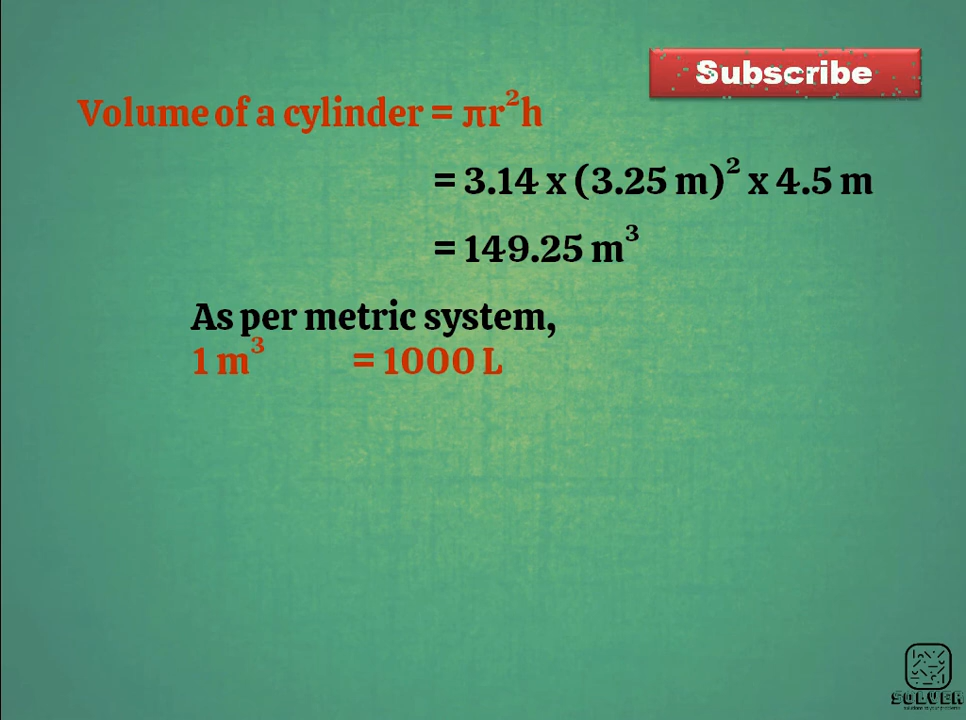 Subscribe
Volume of a cylinder = πr²h
= 3.14 x (3.25 m)² x 4.5 m
= 149.25 m³
As per metric system,
1 m³ = 1000 L
SOLVER